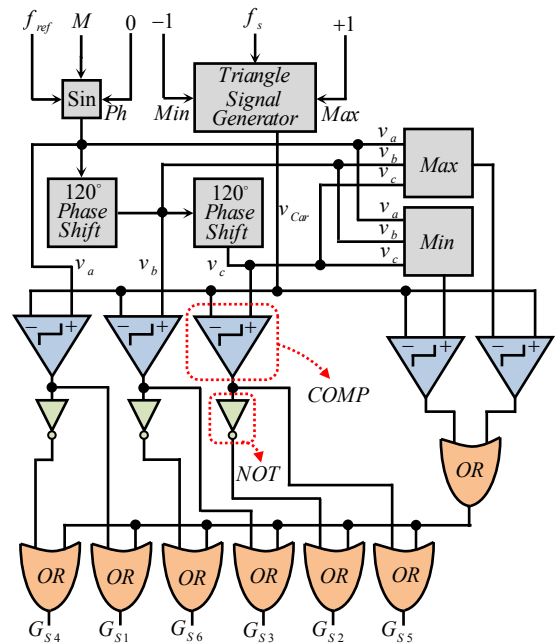 f_ref M 0 −1 f_s +1
Sin
Ph
Min
Triangle
Signal
Generator
Max
v_a
v_b
v_c
Max
120°
Phase
Shift
120°
Phase
Shift
v_Car
v_a
v_b
v_c
Min
v_a
v_b
v_c
− +
− +
− +
− +
− +
COMP
NOT
OR
OR
OR
OR
OR
OR
OR
G_S4 G_S1 G_S6 G_S3 G_S2 G_S5